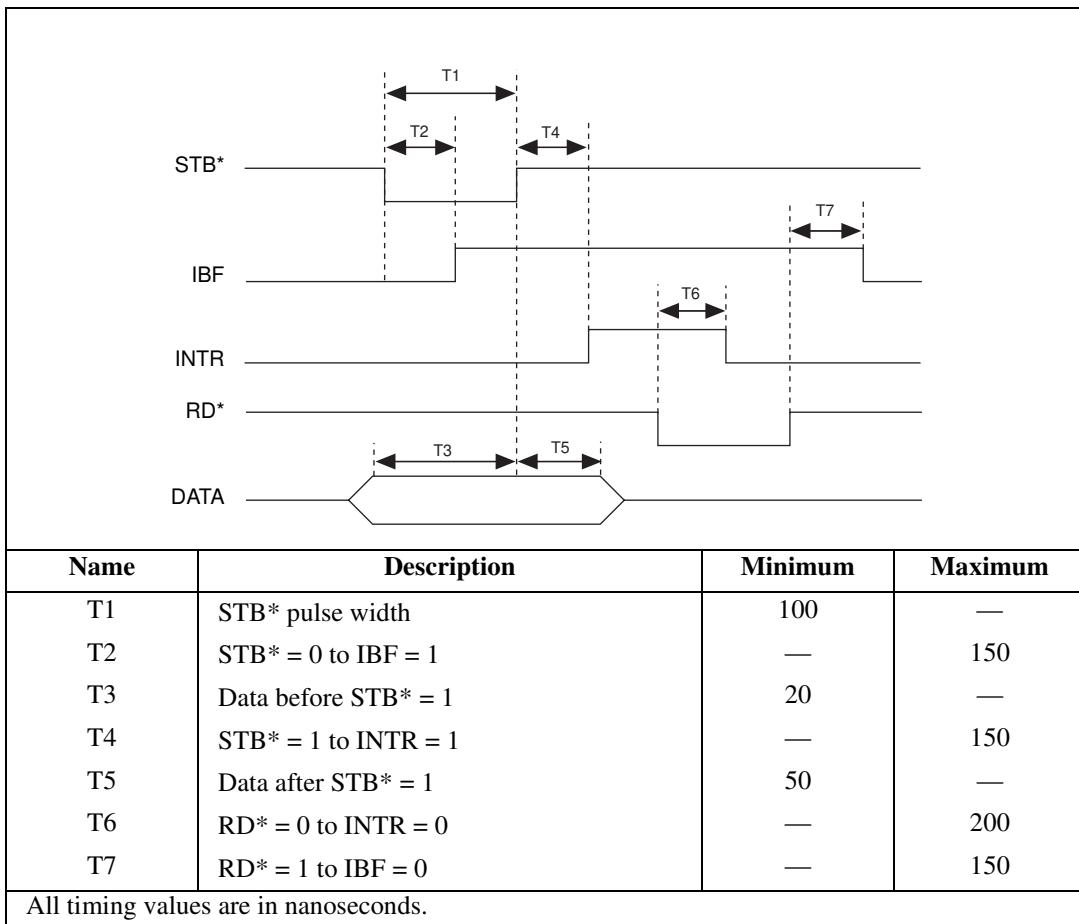 T1
T2
T4
STB*
T7
IBF
T6
INTR
RD*
T3
T5
DATA
Name Description Minimum Maximum
T1 STB* pulse width 100 —
T2 STB* = 0 to IBF = 1 — 150
T3 Data before STB* = 1 20 —
T4 STB* = 1 to INTR = 1 — 150
T5 Data after STB* = 1 50 —
T6 RD* = 0 to INTR = 0 — 200
T7 RD* = 1 to IBF = 0 — 150
All timing values are in nanoseconds.